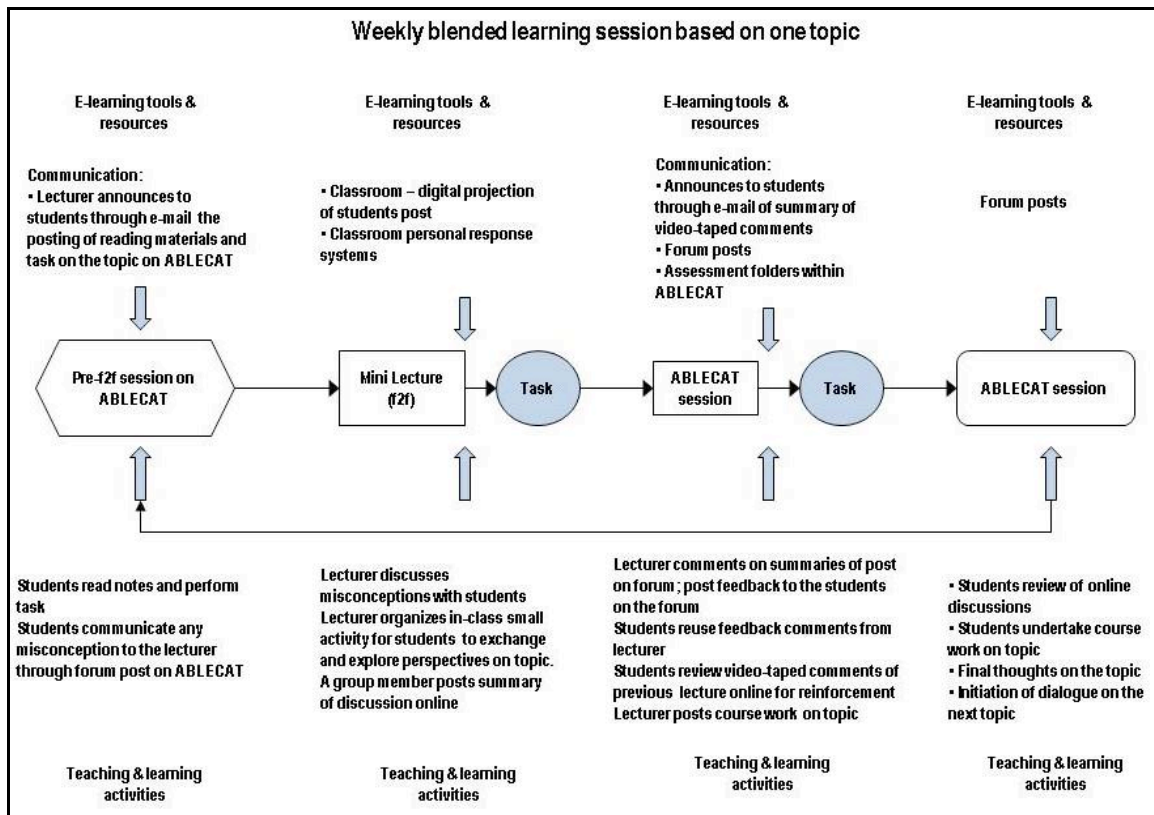 Weekly blended learning session based on one topic
E-learning tools &
resources
E-learning tools &
resources
E-learning tools &
resources
E-learning tools &
resources
Communication:
▪ Lecturer announces to
students through e-mail the
posting of reading materials and
task on the topic on ABLECAT
▪ Classroom – digital projection
of students post
▪ Classroom personal response
systems
Communication:
▪ Announces to students
through e-mail of summary of
video-taped comments
▪ Forum posts
▪ Assessment folders within
ABLECAT
Forum posts
Pre-f2f session on
ABLECAT
Mini Lecture
(f2f)
Task
ABLECAT
session
Task
ABLECAT session
Students read notes and perform
task
Students communicate any
misconception to the lecturer
through forum post on ABLECAT
Lecturer discusses
misconceptions with students
Lecturer organizes in-class small
activity for students to exchange
and explore perspectives on topic.
A group member posts summary
of discussion online
Lecturer comments on summaries of post
on forum; post feedback to the students
on the forum
Students reuse feedback comments from
lecturer
Students review video-taped comments of
previous lecture online for reinforcement
Lecturer posts course work on topic
▪ Students review of online
discussions
▪ Students undertake course
work on topic
▪ Final thoughts on the topic
▪ Initiation of dialogue on the
next topic
Teaching & learning
activities
Teaching & learning
activities
Teaching & learning
activities
Teaching & learning
activities